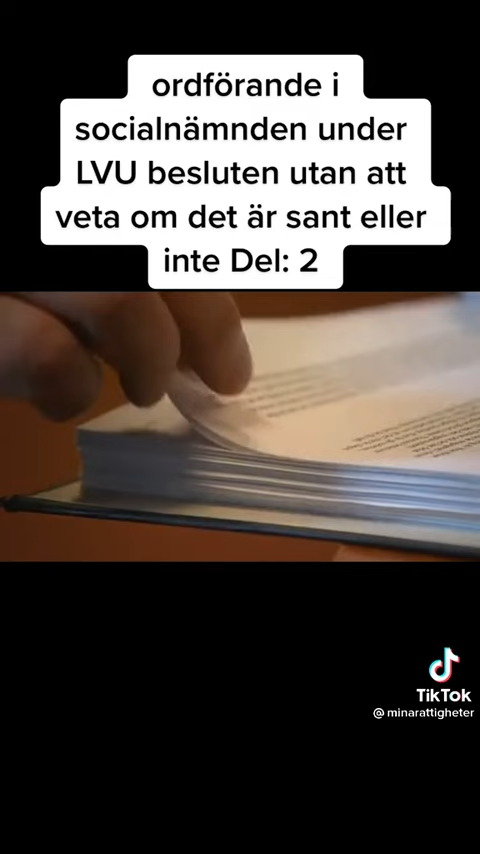 ordförande i
socialnämnden under
LVU besluten utan att
veta om det är sant eller
inte Del: 2
TikTok
@minarattigheter